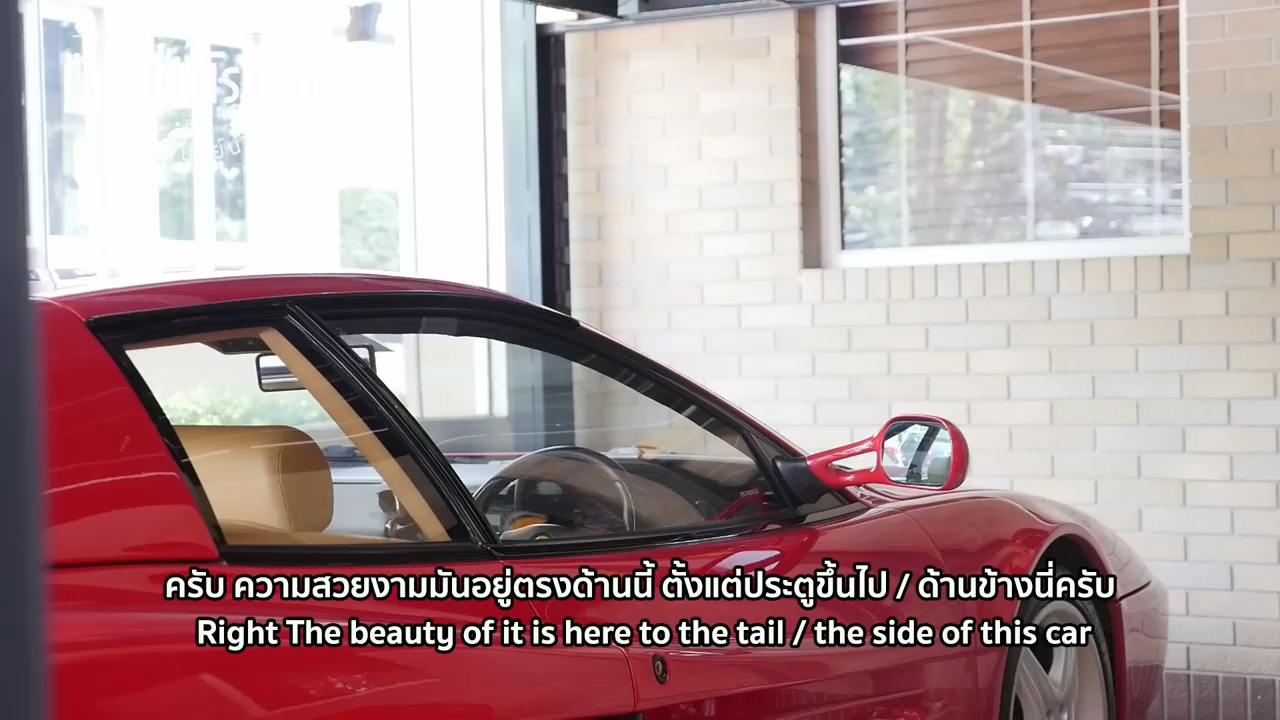 ครับ ความสวยงามมันอยู่ตรงด้านนี้ ตั้งแต่ประตูขึ้นไป / ด้านข้างนี่ครับ
Right The beauty of it is here to the tail / the side of this car